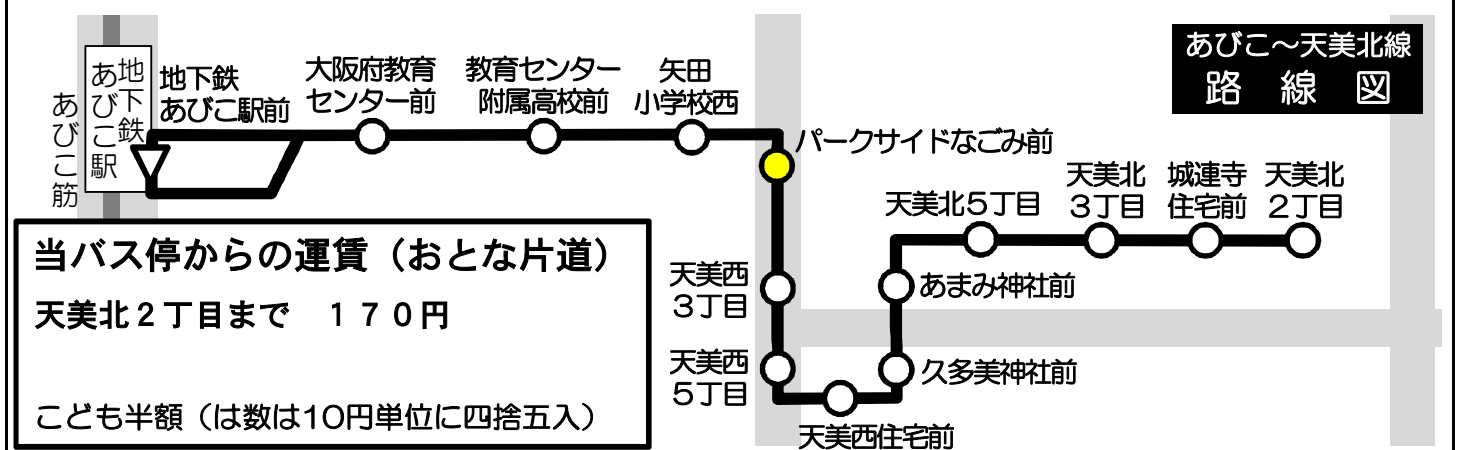 あびこ～天美北線
路線図
あびこ筋
地下鉄
あびこ駅
地下鉄
あびこ駅前
大阪府教育
センター前
教育センター
附属高校前
矢田
小学校西
パークサイドなごみ前
天美西
3丁目
天美西
5丁目
天美西住宅前
久多美神社前
あまみ神社前
天美北5丁目
天美北
3丁目
城連寺
住宅前
天美北
2丁目
当バス停からの運賃（おとな片道）
天美北２丁目まで　１７０円
こども半額（は数は10円単位に四捨五入）